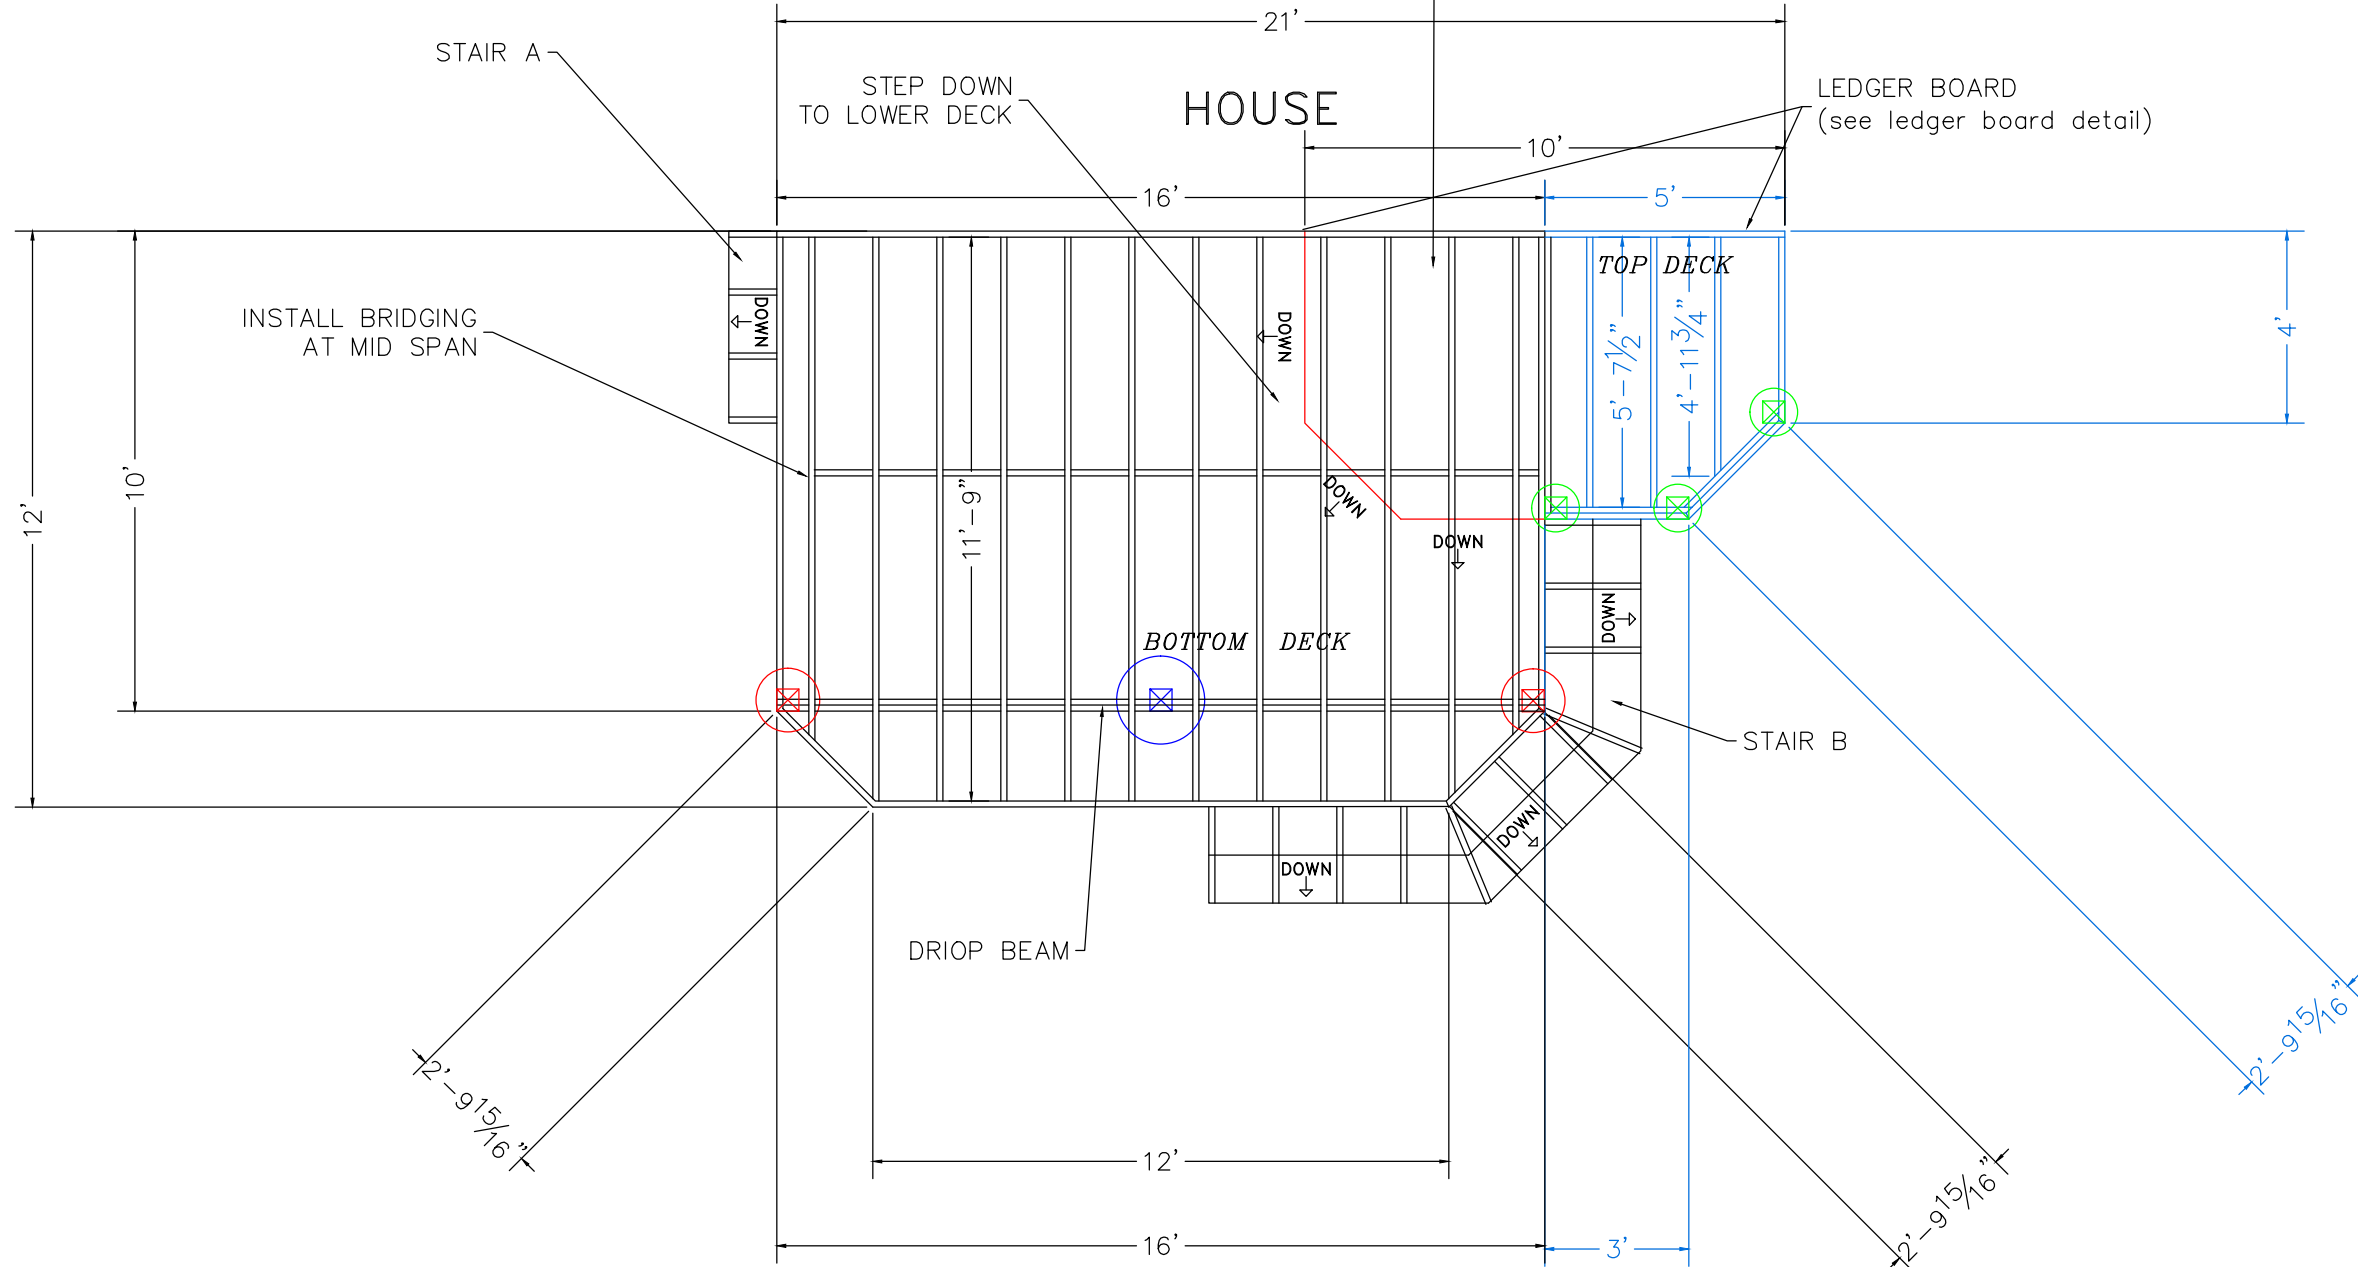 21'
STAIR A
STEP DOWN
TO LOWER DECK
HOUSE
LEDGER BOARD
(see ledger board detail)
10'
16'
5'
TOP DECK
DOWN
DOWN
INSTALL BRIDGING
AT MID SPAN
5'-7½"
4'-11¾"
4'
10'
12'
11'-9"
DOWN
DOWN
DOWN
BOTTOM DECK
STAIR B
DOWN
DOWN
DRIOP BEAM
2'-9 15/16"
2'-9 15/16"
2'-9 15/16"
12'
16'
3'